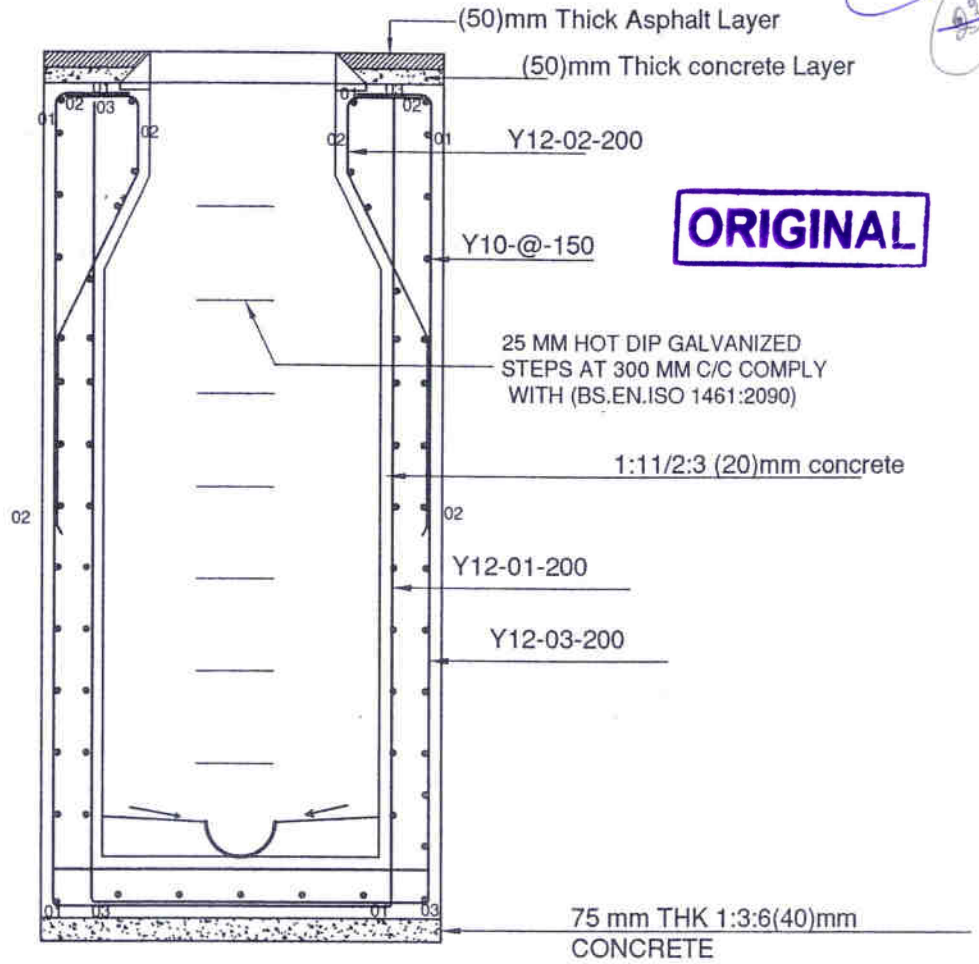 (50)mm Thick Asphalt Layer
(50)mm Thick concrete Layer
01 03
02 03
01 02
01 03
02
02 01
Y12-02-200
ORIGINAL
Y10-@-150
25 MM HOT DIP GALVANIZED
STEPS AT 300 MM C/C COMPLY
WITH (BS.EN.ISO 1461:2090)
1:11/2:3 (20)mm concrete
02
02
Y12-01-200
Y12-03-200
01 03
01 03
75 mm THK 1:3:6(40)mm
CONCRETE